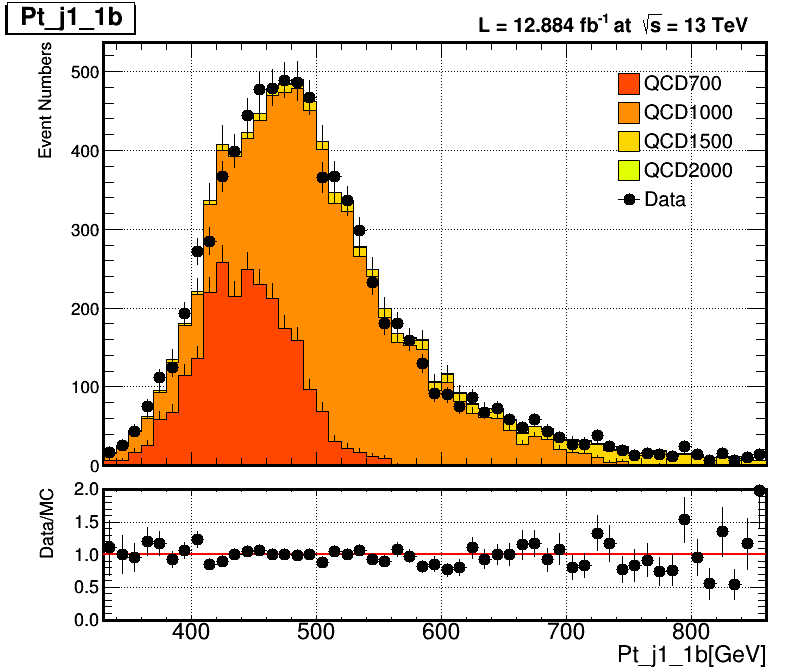 Pt_j1_1b
L = 12.884 fb⁻¹ at √s = 13 TeV
Event Numbers
500
400
300
200
100
0
QCD700
QCD1000
QCD1500
QCD2000
Data
Data/MC
2.0
1.5
1.0
0.5
0.0
400 500 600 700 800
Pt_j1_1b[GeV]